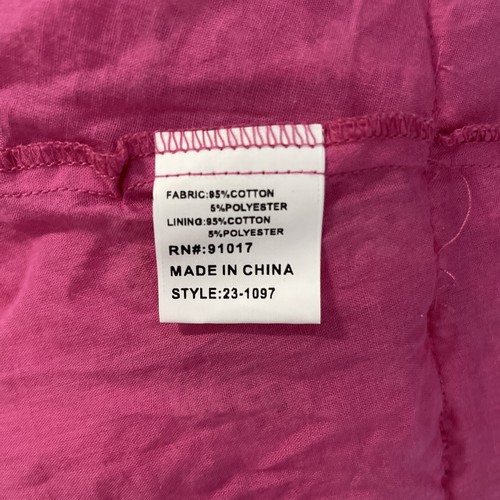 FABRIC:95%COTTON
5%POLYESTER
LINING:95%COTTON
5%POLYESTER
RN#:91017
MADE IN CHINA
STYLE:23-1097